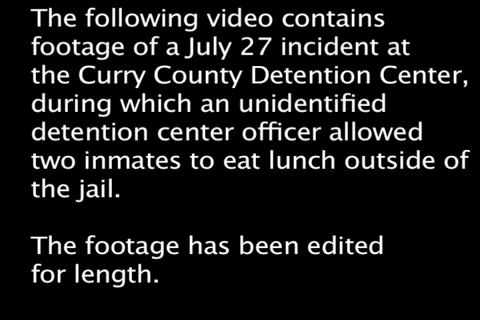 The following video contains
footage of a July 27 incident at
the Curry County Detention Center,
during which an unidentified
detention center officer allowed
two inmates to eat lunch outside of
the jail.
The footage has been edited
for length.